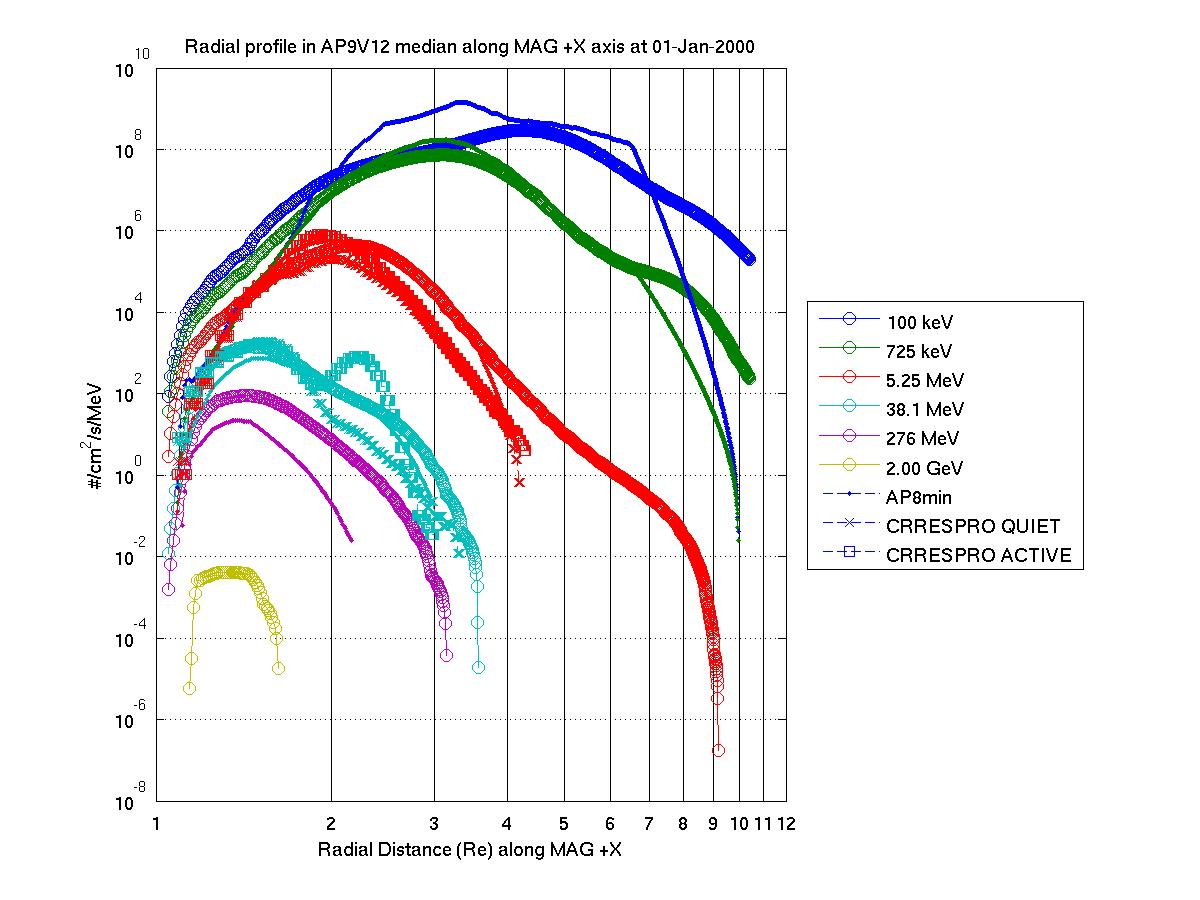 Radial profile in AP9V12 median along MAG +X axis at 01-Jan-2000
10^10
10^8
10^6
10^4
10^2
10^0
10^-2
10^-4
10^-6
10^-8
#/cm^2/s/MeV
1 2 3 4 5 6 7 8 9 10 11 12
Radial Distance (Re) along MAG +X
100 keV
725 keV
5.25 MeV
38.1 MeV
276 MeV
2.00 GeV
AP8min
CRRESPRO QUIET
CRRESPRO ACTIVE